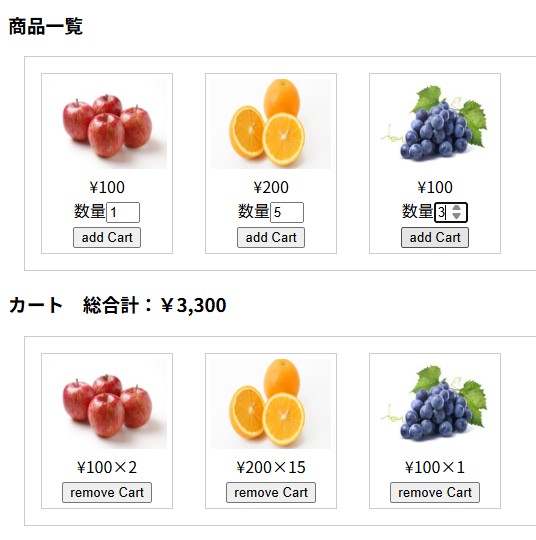 商品一覧
¥100 ¥200 ¥100
数量 1 数量 5 数量 3
add Cart add Cart add Cart
カート　総合計：￥3,300
¥100×2 ¥200×15 ¥100×1
remove Cart remove Cart remove Cart